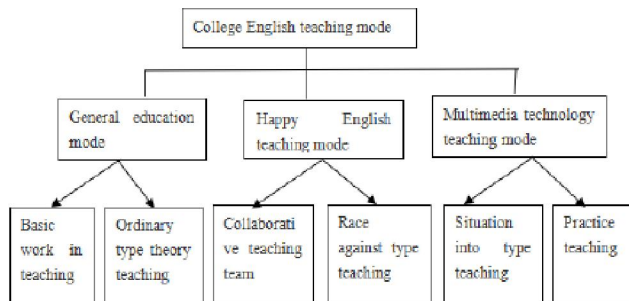 College English teaching mode
General education
mode
Happy English
teaching mode
Multimedia technology
teaching mode
Basic
work in
teaching
Ordinary
type theory
teaching
Collaborati
ve teaching
team
Race
against type
teaching
Situation
into type
teaching
Practice
teaching